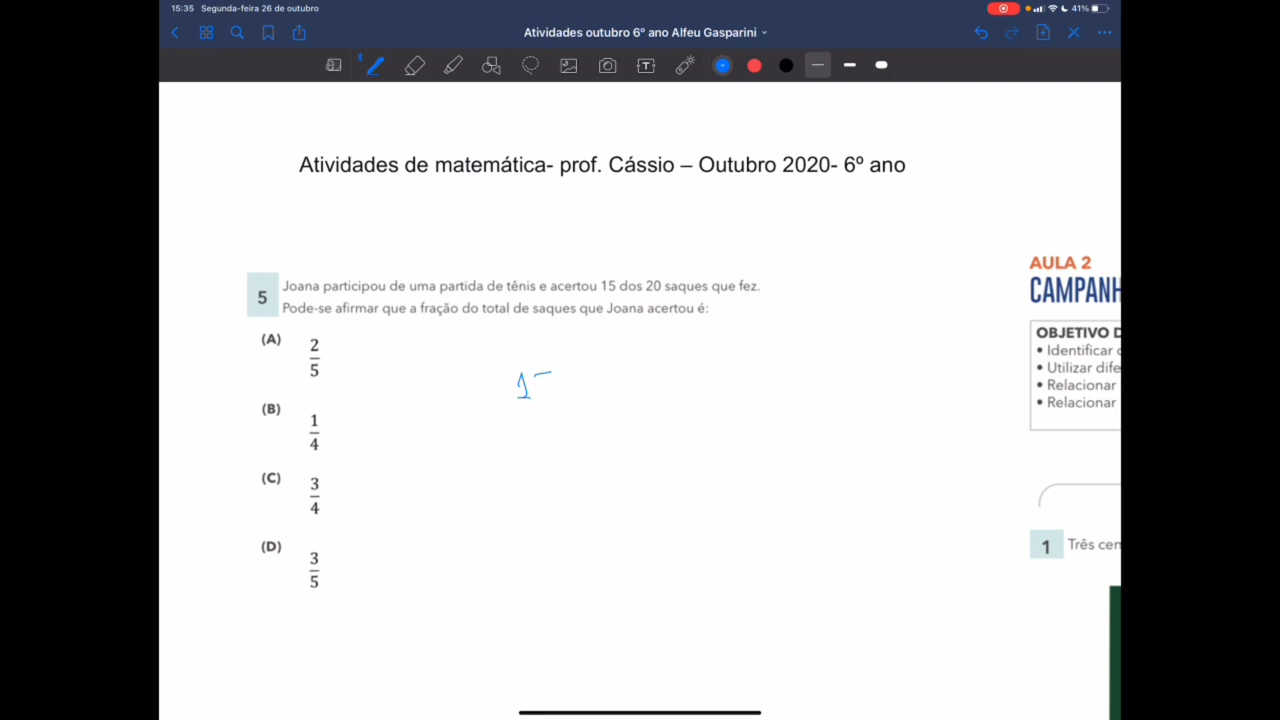 15:35 Segunda-feira 26 de outubro
41%
Atividades outubro 6º ano Alfeu Gasparini
Atividades de matemática- prof. Cássio – Outubro 2020- 6º ano
5 Joana participou de uma partida de tênis e acertou 15 dos 20 saques que fez.
Pode-se afirmar que a fração do total de saques que Joana acertou é:
(A) 2/5
(B) 1/4
(C) 3/4
(D) 3/5
1
AULA 2
CAMPANH
OBJETIVO D
• Identificar
• Utilizar dife
• Relacionar
• Relacionar
1 Três cen